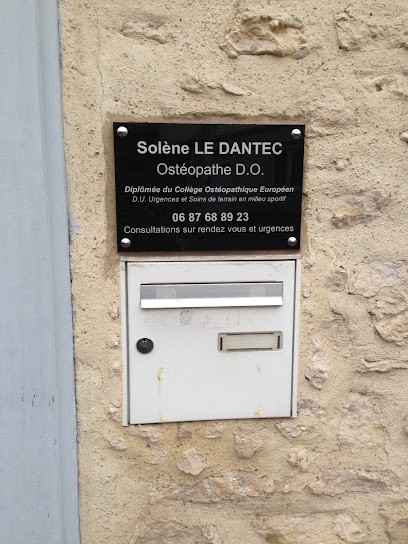 Solène LE DANTEC
Ostéopathe D.O.
Diplômée du Collège Ostéopathique Européen
D.U. Urgences et Soins de terrain en milieu sportif
06 87 68 89 23
Consultations sur rendez vous et urgences